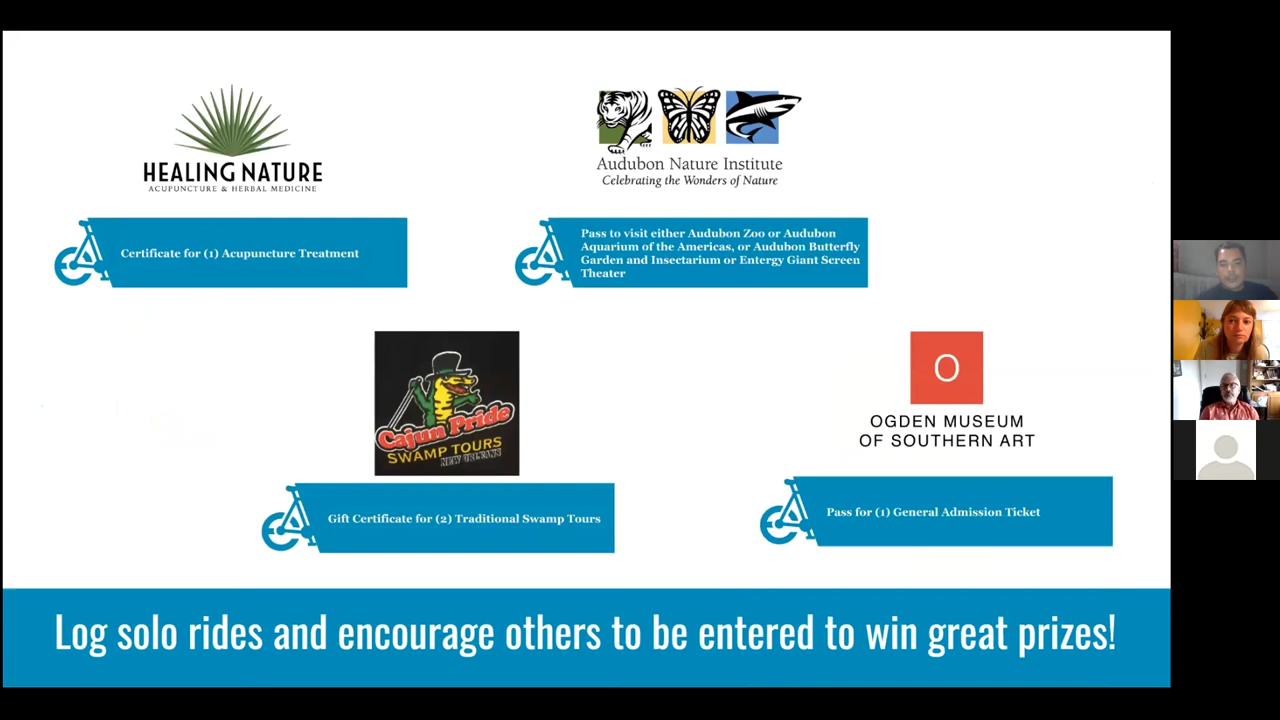 HEALING NATURE
ACUPUNCTURE & HERBAL MEDICINE
Certificate for (1) Acupuncture Treatment
Audubon Nature Institute
Celebrating the Wonders of Nature
Pass to visit either Audubon Zoo or Audubon
Aquarium of the Americas, or Audubon Butterfly
Garden and Insectarium or Entergy Giant Screen
Theater
Cajun Pride
SWAMP TOURS
NEW ORLEANS
Gift Certificate for (2) Traditional Swamp Tours
O
OGDEN MUSEUM
OF SOUTHERN ART
Pass for (1) General Admission Ticket
Log solo rides and encourage others to be entered to win great prizes!